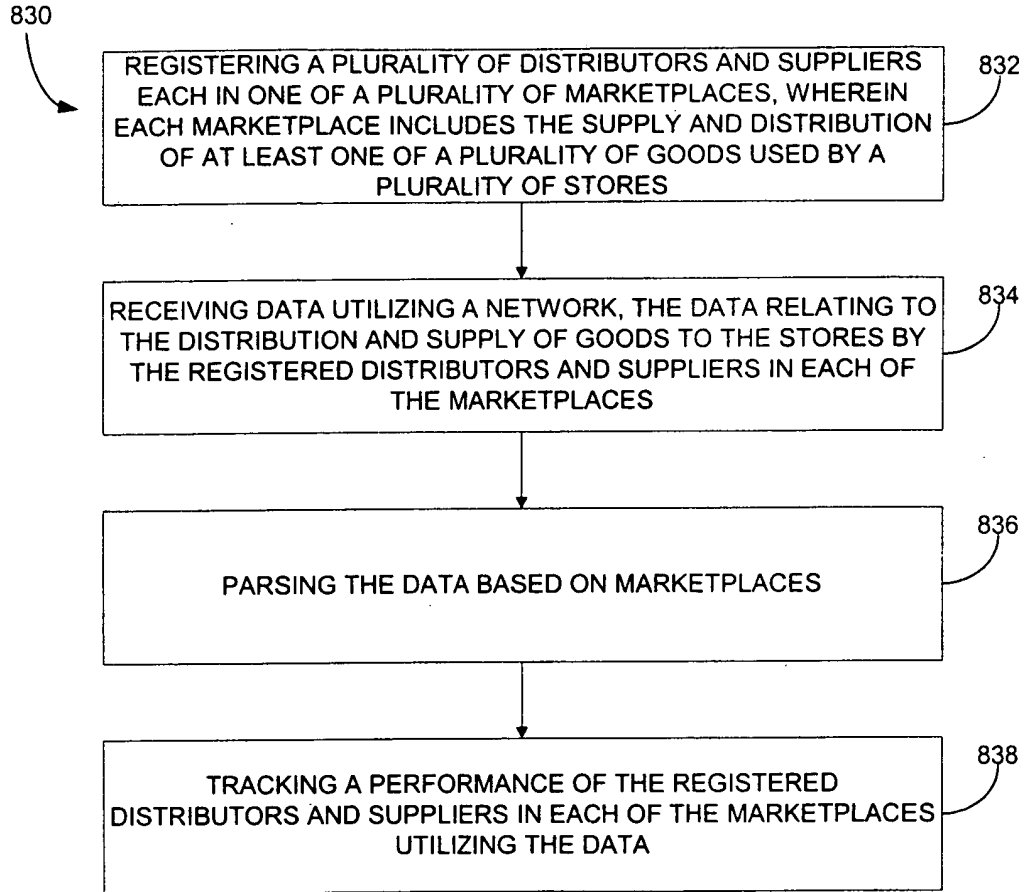 830
REGISTERING A PLURALITY OF DISTRIBUTORS AND SUPPLIERS
EACH IN ONE OF A PLURALITY OF MARKETPLACES, WHEREIN
EACH MARKETPLACE INCLUDES THE SUPPLY AND DISTRIBUTION
OF AT LEAST ONE OF A PLURALITY OF GOODS USED BY A
PLURALITY OF STORES
832
RECEIVING DATA UTILIZING A NETWORK, THE DATA RELATING TO
THE DISTRIBUTION AND SUPPLY OF GOODS TO THE STORES BY
THE REGISTERED DISTRIBUTORS AND SUPPLIERS IN EACH OF
THE MARKETPLACES
834
PARSING THE DATA BASED ON MARKETPLACES
836
TRACKING A PERFORMANCE OF THE REGISTERED
DISTRIBUTORS AND SUPPLIERS IN EACH OF THE MARKETPLACES
UTILIZING THE DATA
838